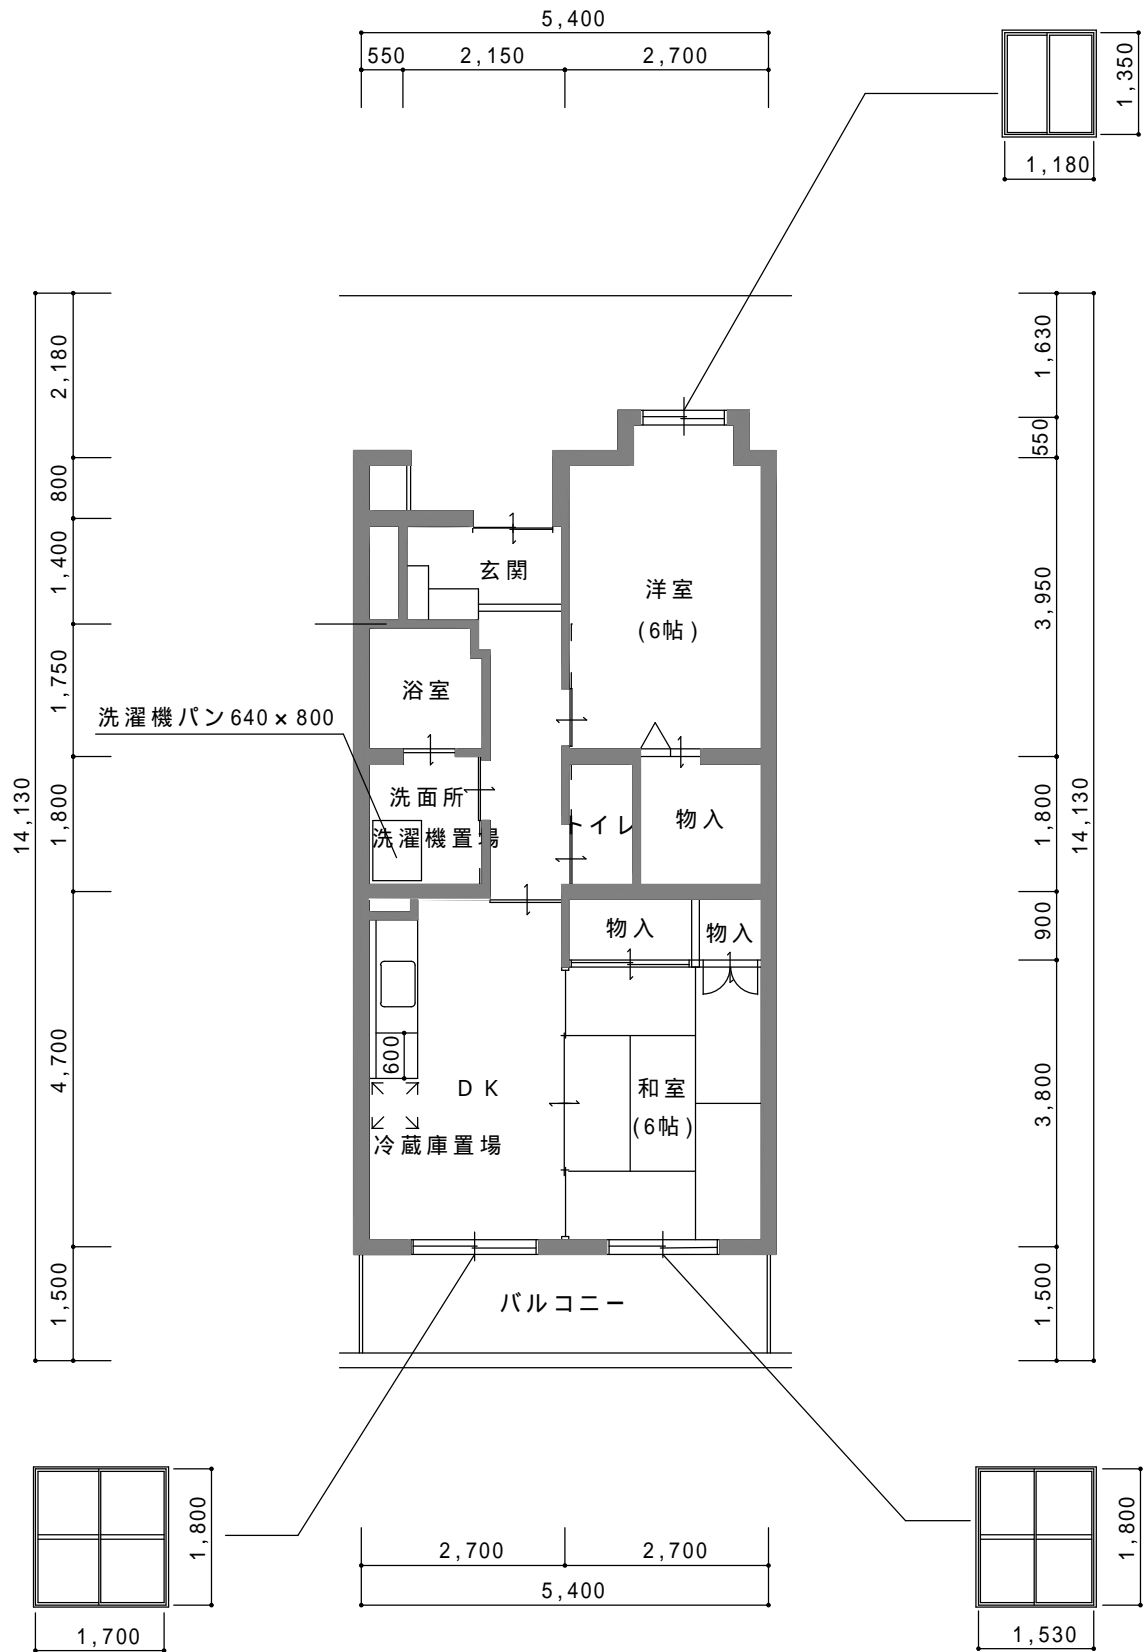 5,400
550
2,150
2,700
1,350
1,180
2,180
800
1,400
1,750
1,800
4,700
1,500
14,130
1,630
550
3,950
1,800
900
3,800
1,500
14,130
玄関
洋室
(6帖)
浴室
洗濯機パン640×800
洗面所
洗濯機置場
トイレ
物入
物入
物入
600
DK
和室
(6帖)
冷蔵庫置場
バルコニー
1,800
1,700
2,700
2,700
5,400
1,800
1,530